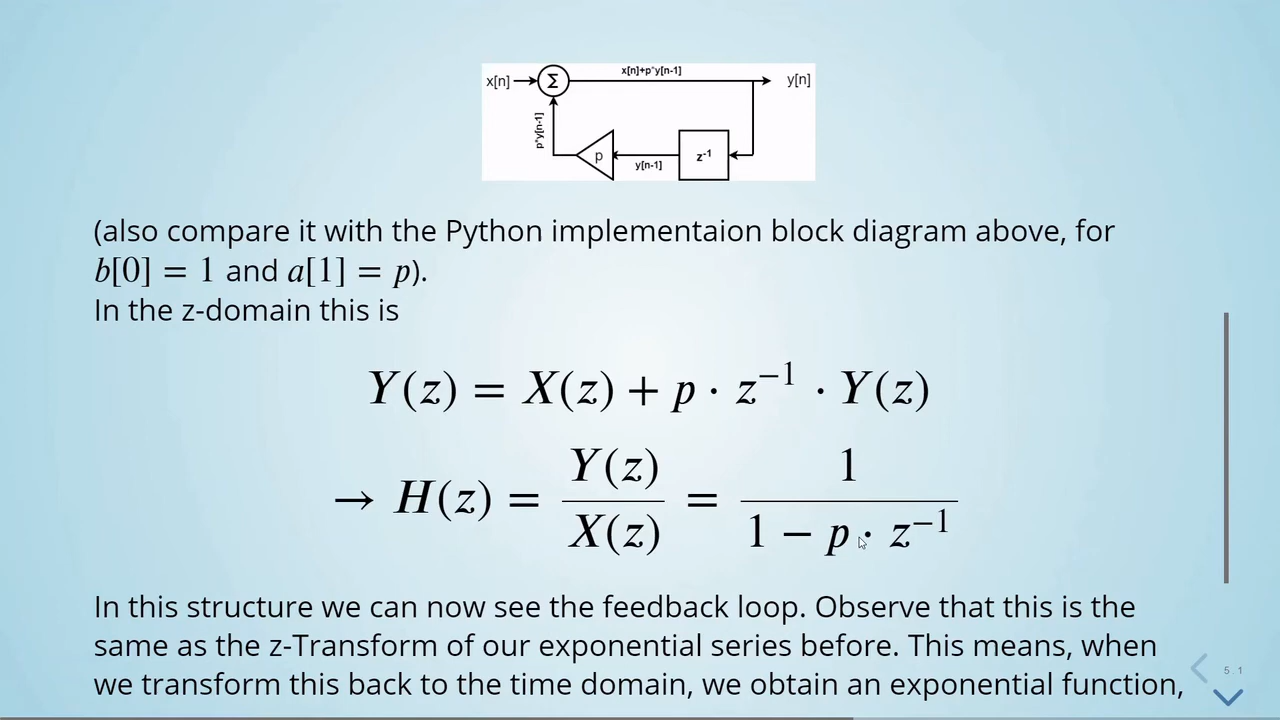 x[n]+p*y[n-1]
x[n] Σ y[n]
p*y[n-1]
p y[n-1] z⁻¹
(also compare it with the Python implementaion block diagram above, for
b[0] = 1 and a[1] = p).
In the z-domain this is
Y(z) = X(z) + p · z⁻¹ · Y(z)
→ H(z) = Y(z) / X(z) = 1 / 1 − p · z⁻¹
In this structure we can now see the feedback loop. Observe that this is the
same as the z-Transform of our exponential series before. This means, when
we transform this back to the time domain, we obtain an exponential function,
5.1